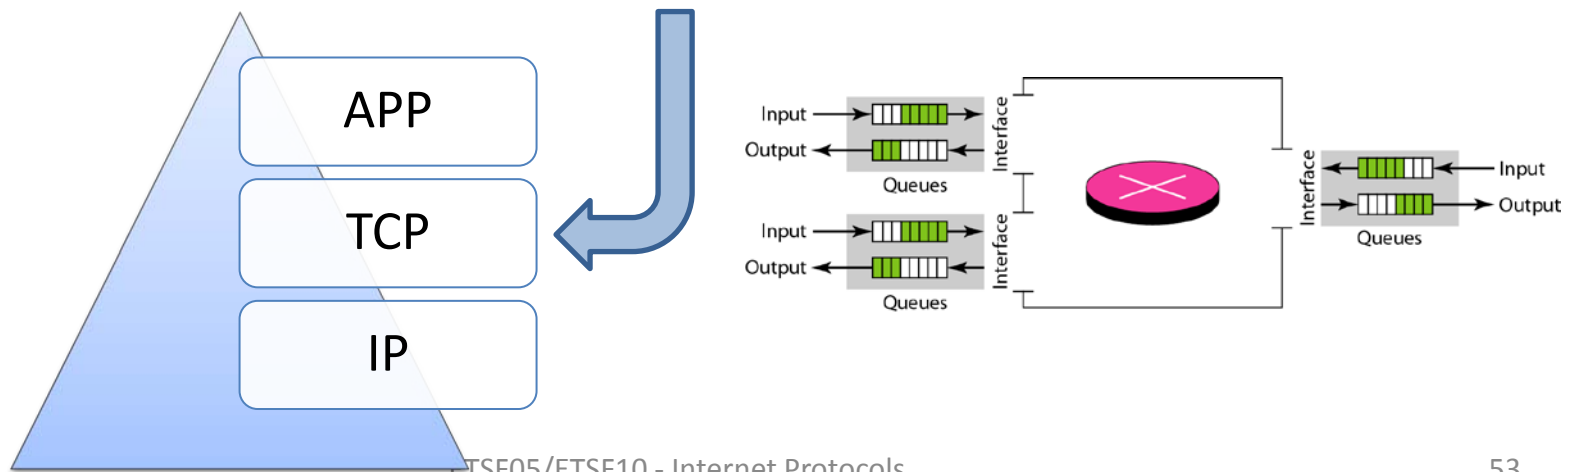 APP
TCP
IP
Input
Output
Queues
Interface
Input
Output
Queues
Interface
Interface
Input
Output
Queues
ETSF05/ETSF10 - Internet Protocols
53